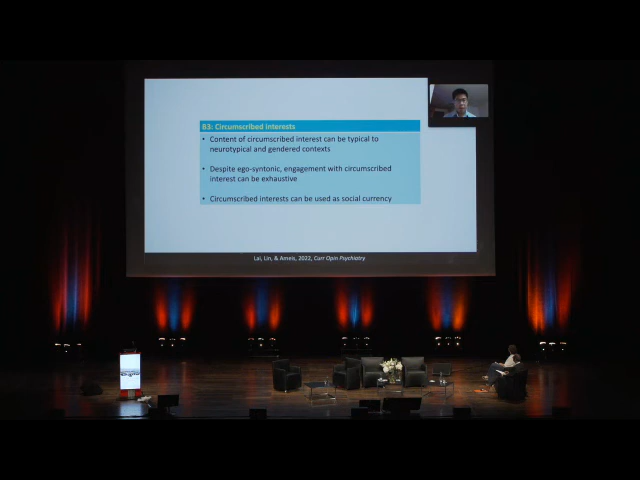 B3: Circumscribed Interests
• Content of circumscribed interest can be typical to
neurotypical and gendered contexts
• Despite ego-syntonic, engagement with circumscribed
interest can be exhaustive
• Circumscribed interests can be used as social currency
Lai, Lin, & Ameis, 2022, Curr Opin Psychiatry